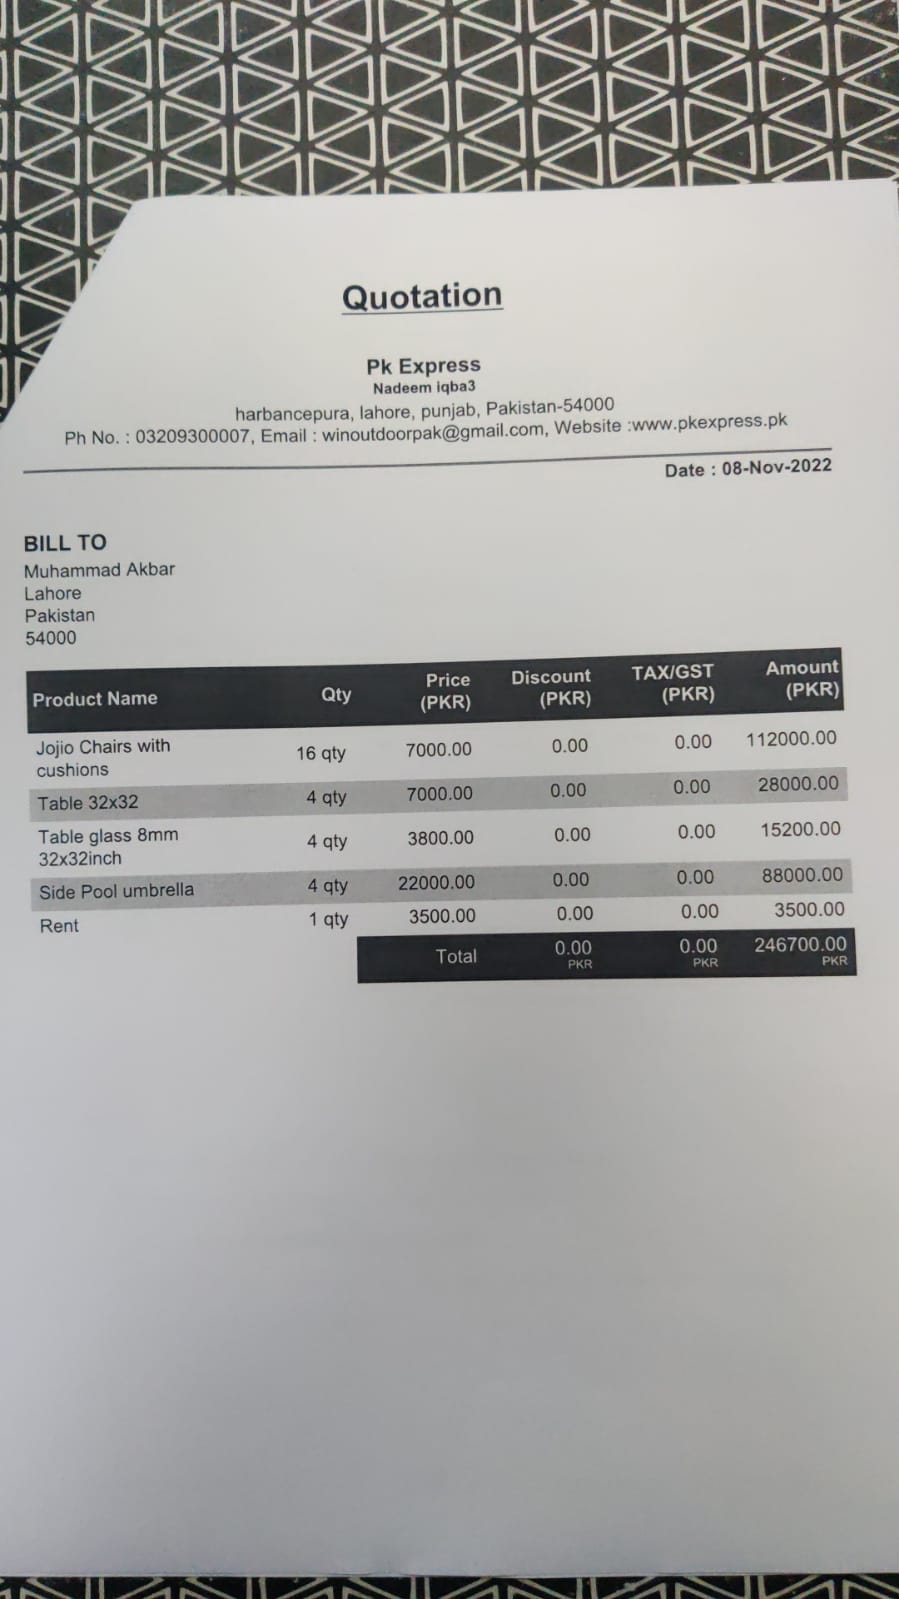 Quotation
Pk Express
Nadeem iqba3
harbancepura, lahore, punjab, Pakistan-54000
Ph No. : 03209300007, Email : winoutdoorpak@gmail.com, Website :www.pkexpress.pk
Date : 08-Nov-2022
BILL TO
Muhammad Akbar
Lahore
Pakistan
54000
Product Name Qty Price (PKR) Discount (PKR) TAX/GST (PKR) Amount (PKR)
Jojio Chairs with cushions 16 qty 7000.00 0.00 0.00 112000.00
Table 32x32 4 qty 7000.00 0.00 0.00 28000.00
Table glass 8mm 32x32inch 4 qty 3800.00 0.00 0.00 15200.00
Side Pool umbrella 4 qty 22000.00 0.00 0.00 88000.00
Rent 1 qty 3500.00 0.00 0.00 3500.00
Total 0.00 PKR 0.00 PKR 246700.00 PKR